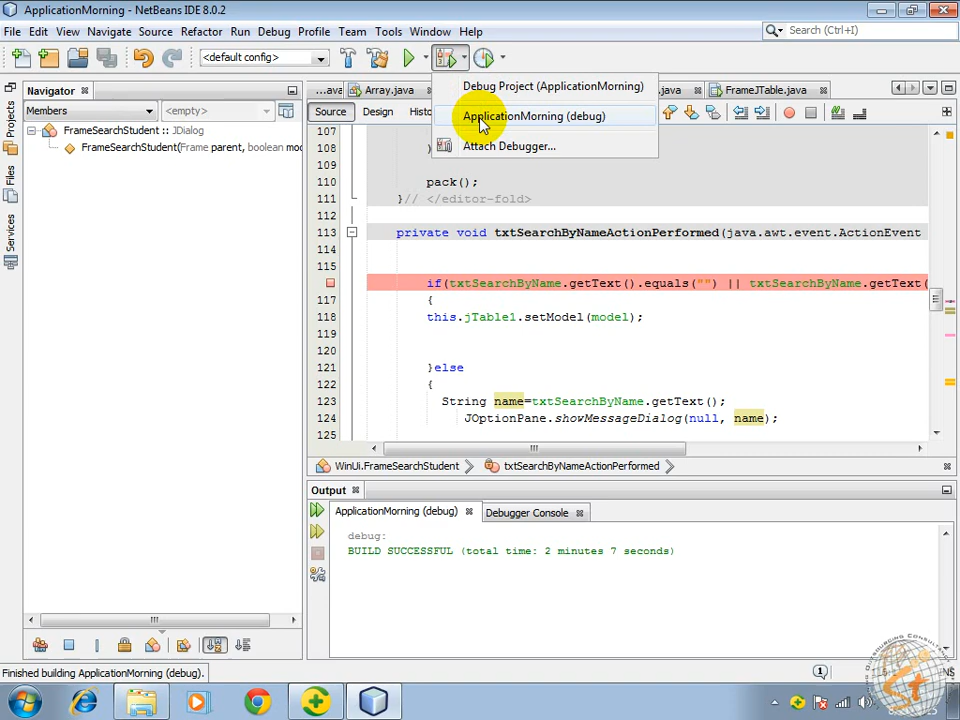 ApplicationMorning - NetBeans IDE 8.0.2
File Edit View Navigate Source Refactor Run Debug Profile Team Tools Window Help
Search (Ctrl+I)
<default config>
Navigator
...ava Array.java .java FrameJTable.java
Debug Project (ApplicationMorning)
ApplicationMorning (debug)
Attach Debugger...
Members <empty>
Source Design Histo
FrameSearchStudent :: JDialog
FrameSearchStudent(Frame parent, boolean mo
Projects
Files
Services
107
108 )
109
110 pack();
111 }// </editor-fold>
112
113 private void txtSearchByNameActionPerformed(java.awt.event.ActionEvent
114
115
if(txtSearchByName.getText().equals("") || txtSearchByName.getText(
117 {
118 this.jTable1.setModel(model);
119
120
121 }else
122 {
123 String name=txtSearchByName.getText();
124 JOptionPane.showMessageDialog(null, name);
125
WinUi.FrameSearchStudent txtSearchByNameActionPerformed
Output
ApplicationMorning (debug) Debugger Console
debug:
BUILD SUCCESSFUL (total time: 2 minutes 7 seconds)
Finished building ApplicationMorning (debug).